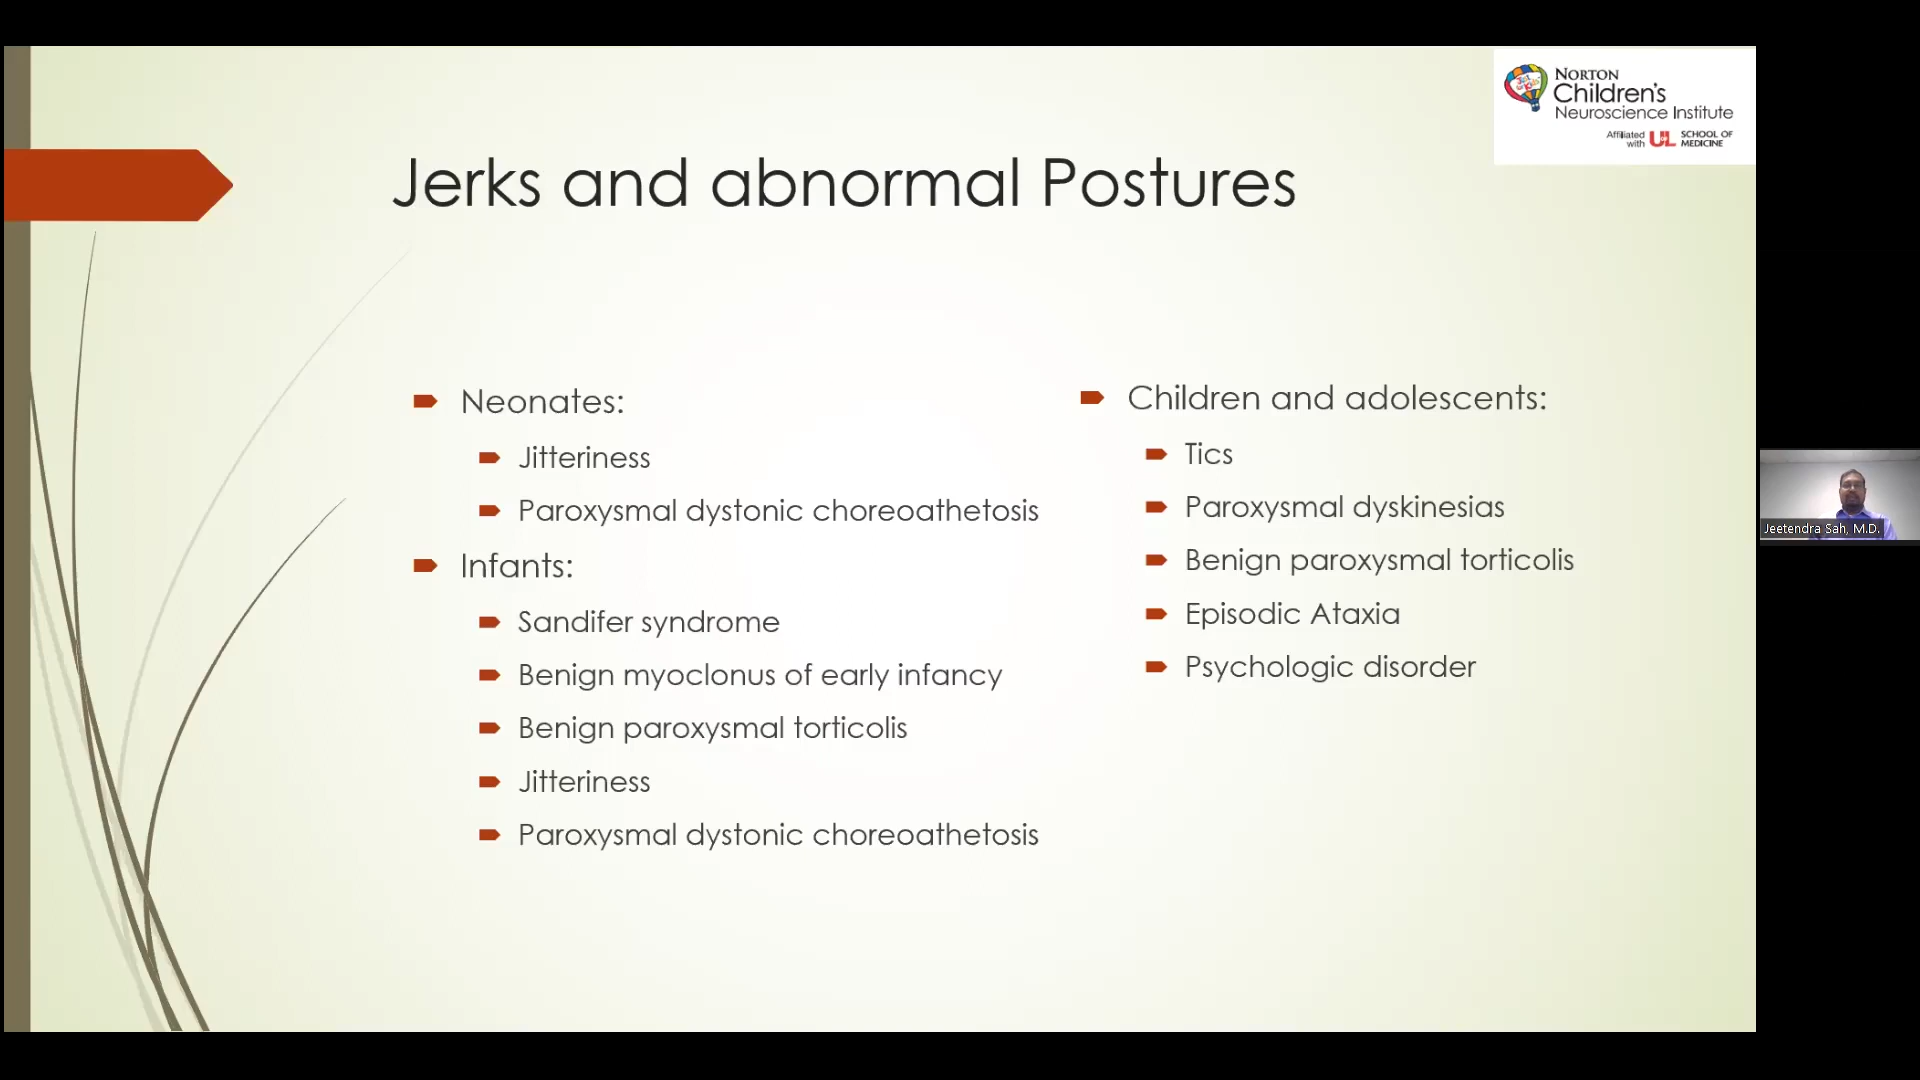 NORTON
Children's
Neuroscience Institute
Affiliated with UL SCHOOL OF MEDICINE
Jerks and abnormal Postures
Neonates:
Jitteriness
Paroxysmal dystonic choreoathetosis
Infants:
Sandifer syndrome
Benign myoclonus of early infancy
Benign paroxysmal torticolis
Jitteriness
Paroxysmal dystonic choreoathetosis
Children and adolescents:
Tics
Paroxysmal dyskinesias
Benign paroxysmal torticolis
Episodic Ataxia
Psychologic disorder
Jeetendra Sah, M.D.